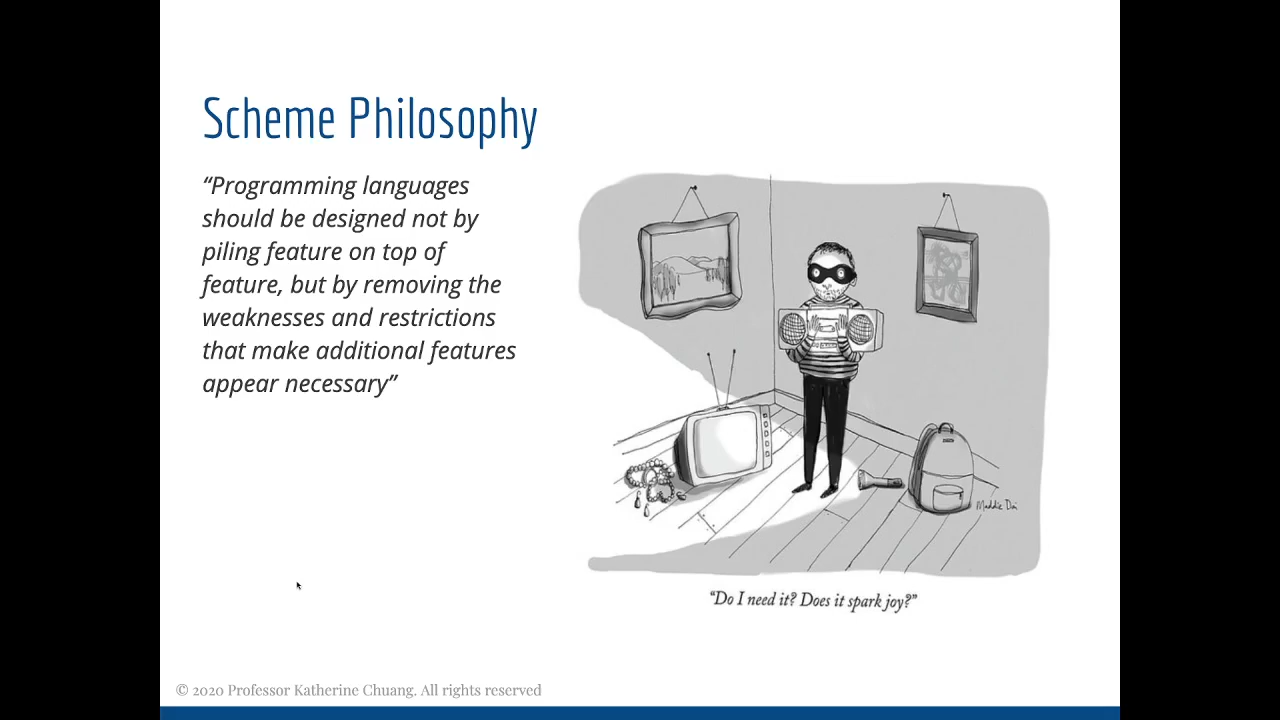 Scheme Philosophy
“Programming languages
should be designed not by
piling feature on top of
feature, but by removing the
weaknesses and restrictions
that make additional features
appear necessary”
“Do I need it? Does it spark joy?”
© 2020 Professor Katherine Chuang. All rights reserved